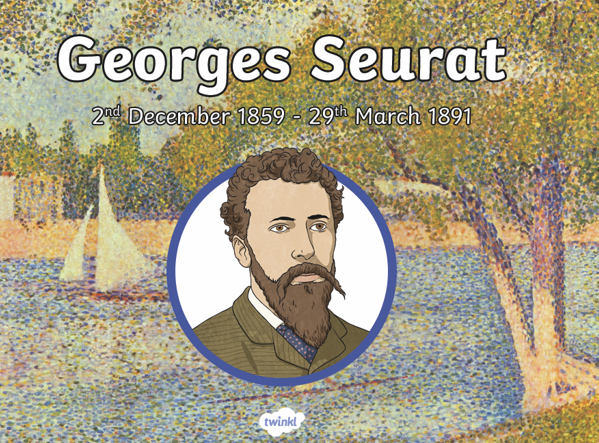 Georges Seurat
2nd December 1859 - 29th March 1891
twinkl